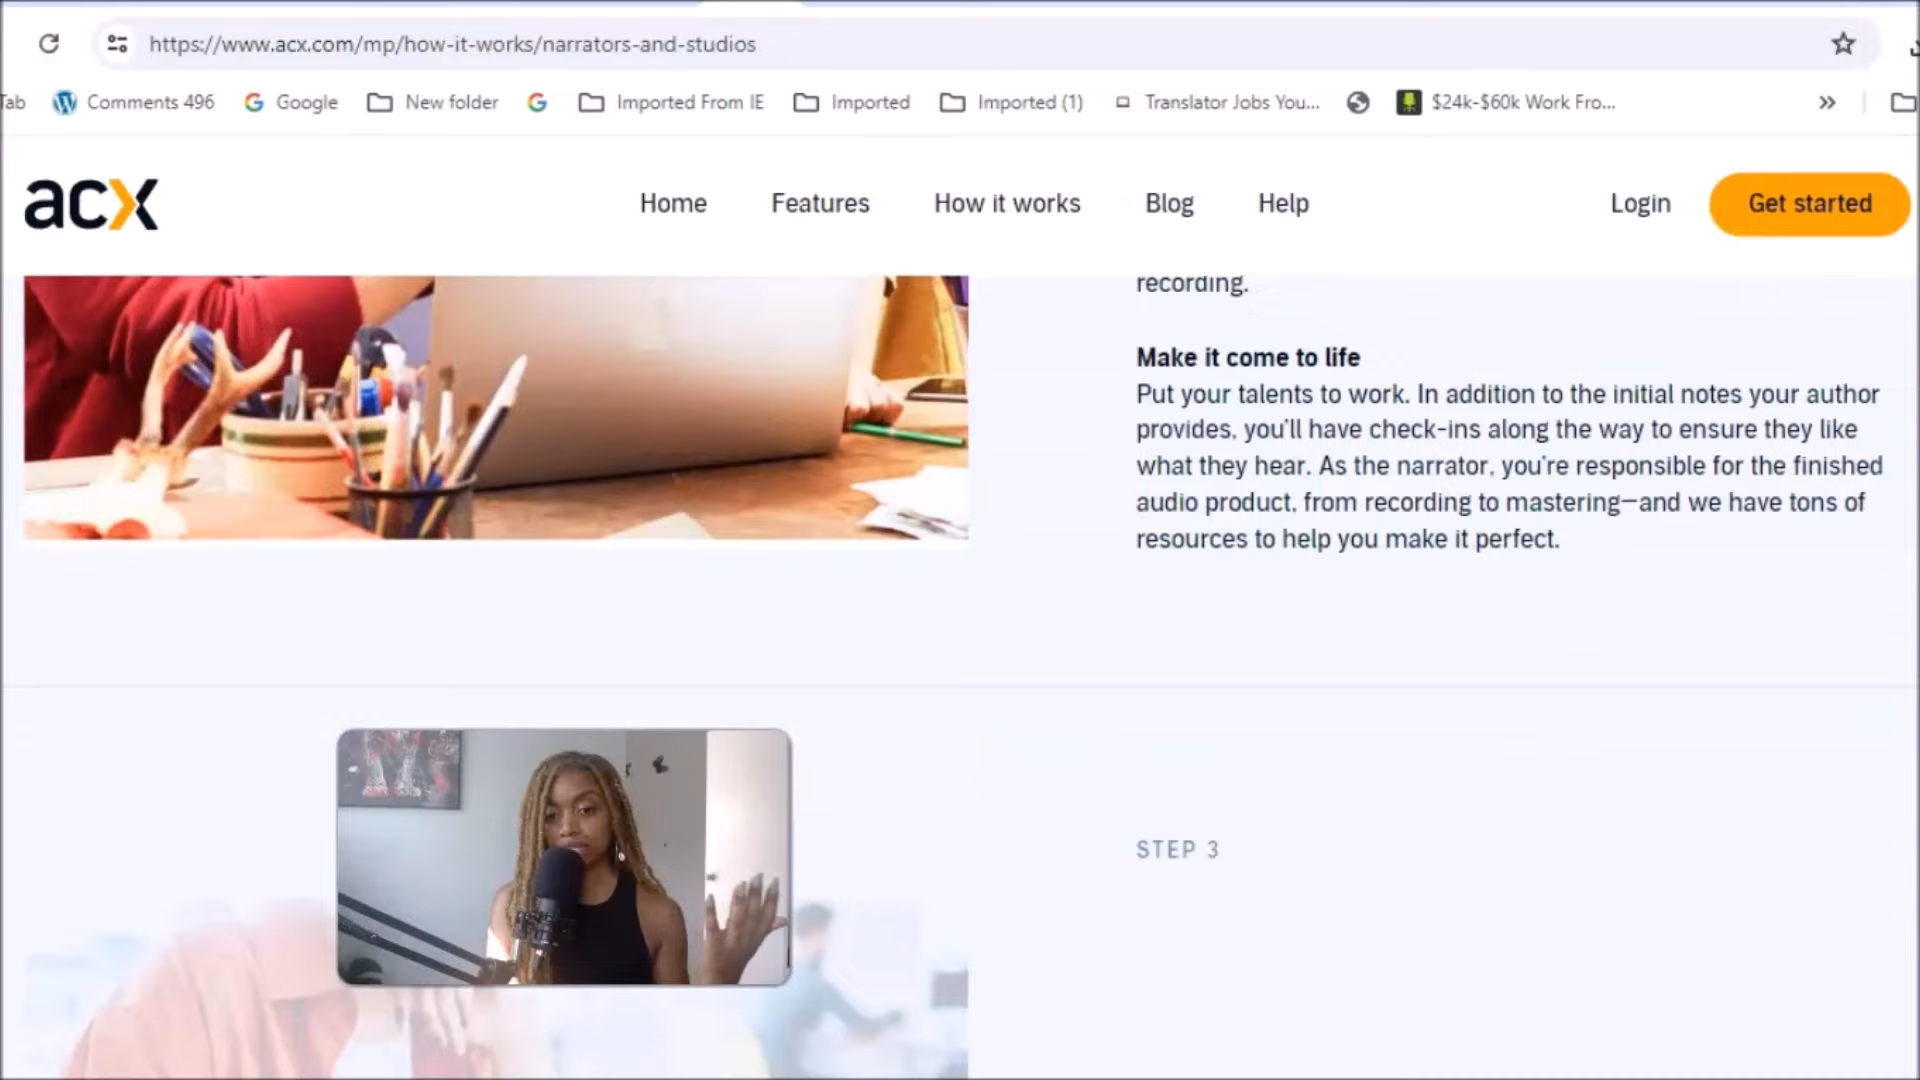 https://www.acx.com/mp/how-it-works/narrators-and-studios
Tab Comments 496 Google New folder Imported From IE Imported Imported (1) Translator Jobs You... $24k-$60k Work Fro...
acx Home Features How it works Blog Help Login Get started
recording.
Make it come to life
Put your talents to work. In addition to the initial notes your author
provides, you'll have check-ins along the way to ensure they like
what they hear. As the narrator, you're responsible for the finished
audio product, from recording to mastering—and we have tons of
resources to help you make it perfect.
STEP 3